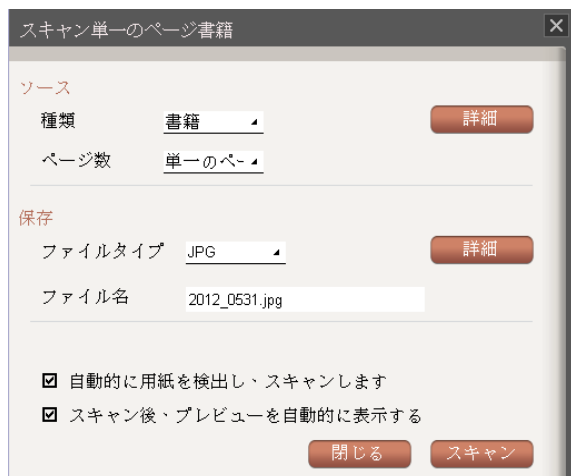 スキャン単一のページ書籍
ソース
種類 書籍 詳細
ページ数 単一のペー
保存
ファイルタイプ JPG 詳細
ファイル名 2012_0531.jpg
自動的に用紙を検出し、スキャンします
スキャン後、プレビューを自動的に表示する
閉じる スキャン